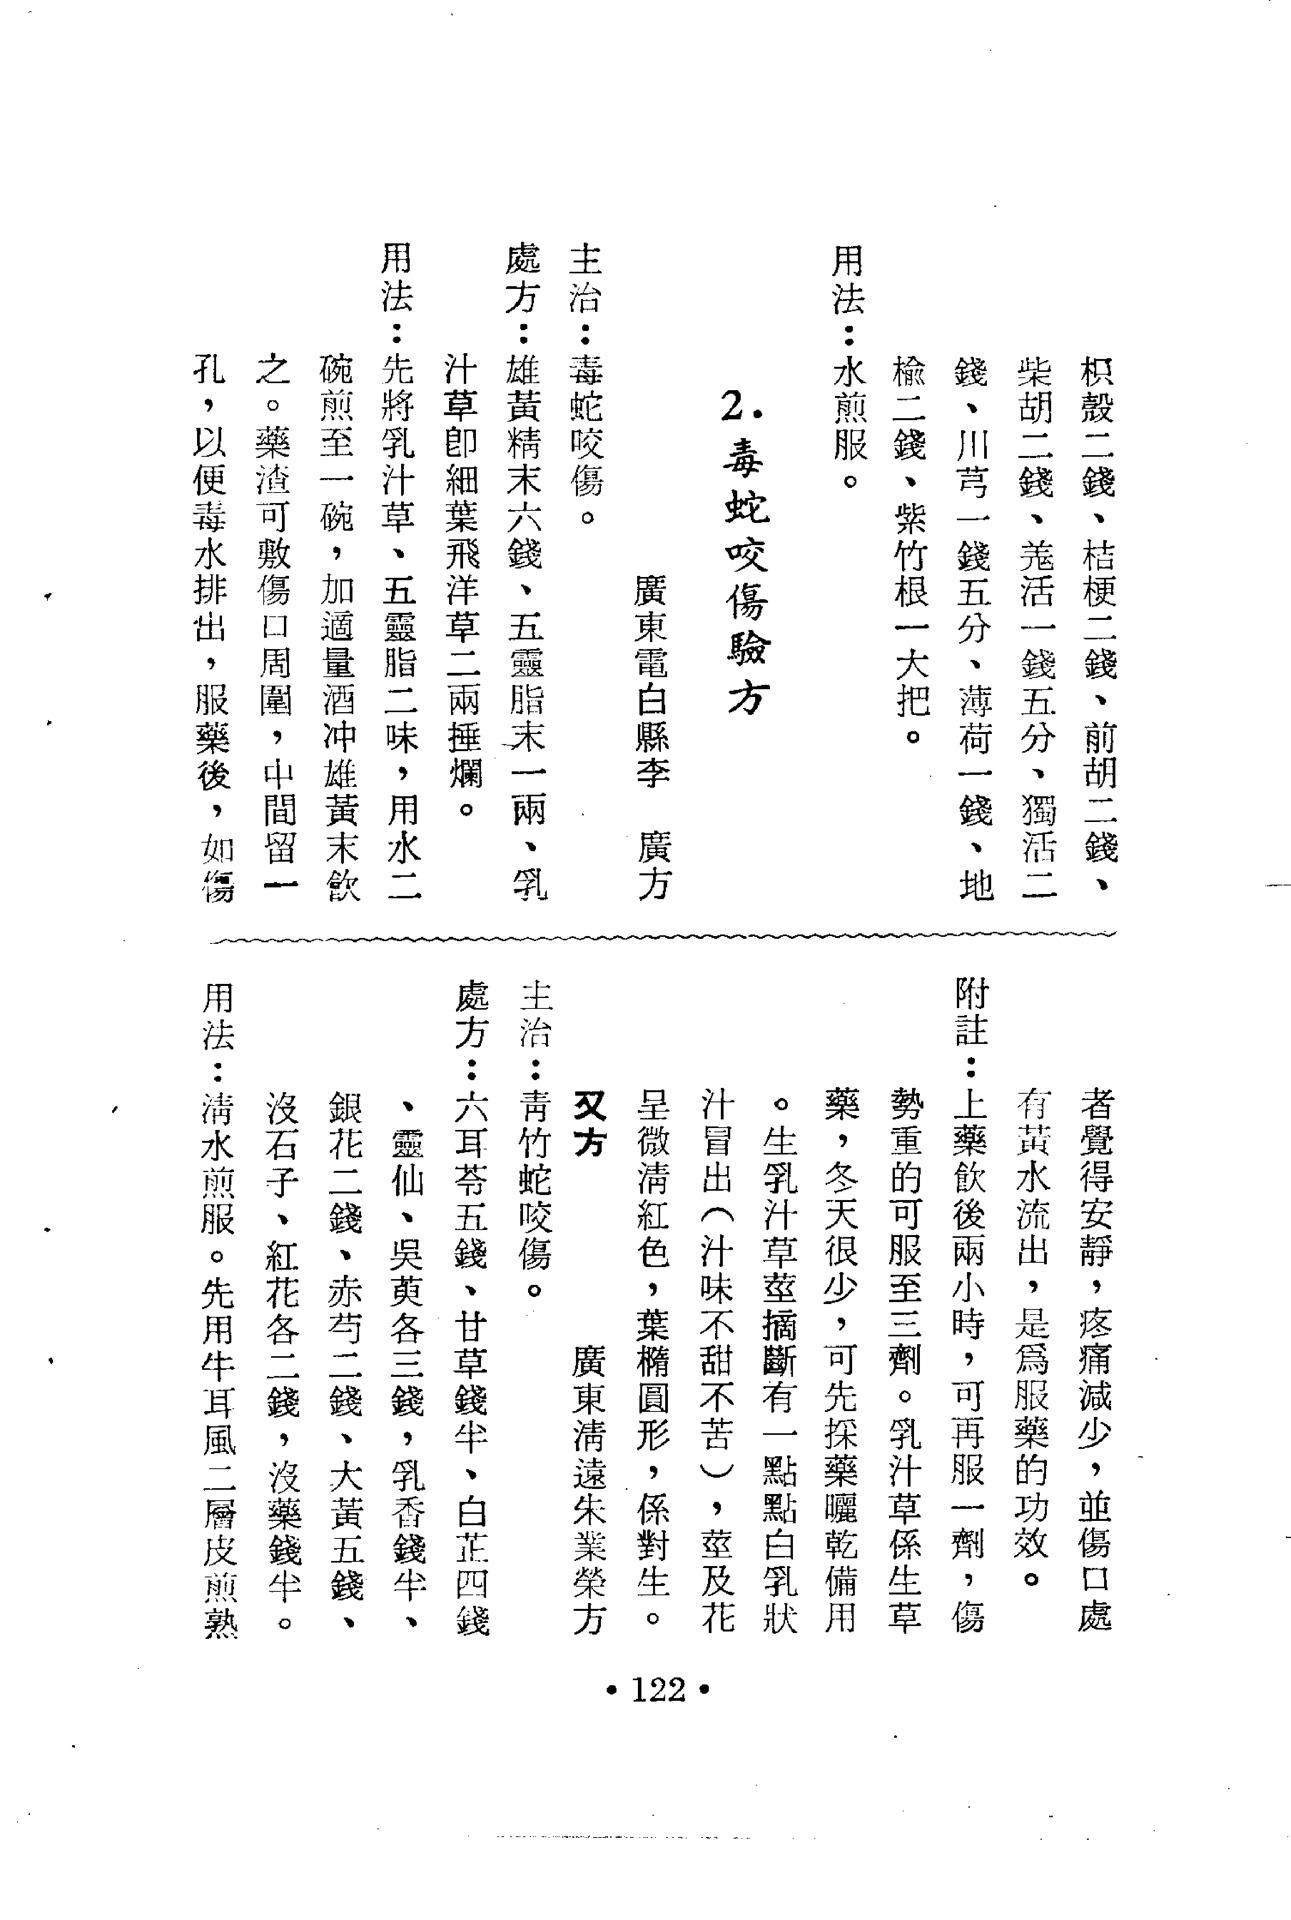 枳殼二錢、桔梗二錢、前胡二錢、
柴胡二錢、羗活一錢五分、獨活二
錢、川芎一錢五分、薄荷一錢、地
榆二錢、紫竹根一大把。
用法：水煎服。
2.毒蛇咬傷驗方
廣東電白縣李　廣方
主治：毒蛇咬傷。
處方：雄黃精末六錢、五靈脂末一兩、乳
汁草卽細葉飛洋草二兩捶爛。
用法：先將乳汁草、五靈脂二味，用水二
碗煎至一碗，加適量酒冲雄黃末飮
之。藥渣可敷傷口周圍，中間留一
孔，以便毒水排出，服藥後，如傷
者覺得安靜，疼痛減少，並傷口處
有黃水流出，是爲服藥的功效。
附註：上藥飮後兩小時，可再服一劑，傷
勢重的可服至三劑。乳汁草係生草
藥，冬天很少，可先採藥曬乾備用
。生乳汁草莖摘斷有一點點白乳狀
汁冒出（汁味不甜不苦），莖及花
呈微淸紅色，葉橢圓形，係對生。
又方
廣東淸遠朱業榮方
主治：靑竹蛇咬傷。
處方：六耳苓五錢、甘草錢半、白芷四錢
、靈仙、吳萸各三錢，乳香錢半、
銀花二錢、赤芍二錢、大黃五錢、
沒石子、紅花各二錢，沒藥錢半。
用法：淸水煎服。先用牛耳風二層皮煎熟
•122•